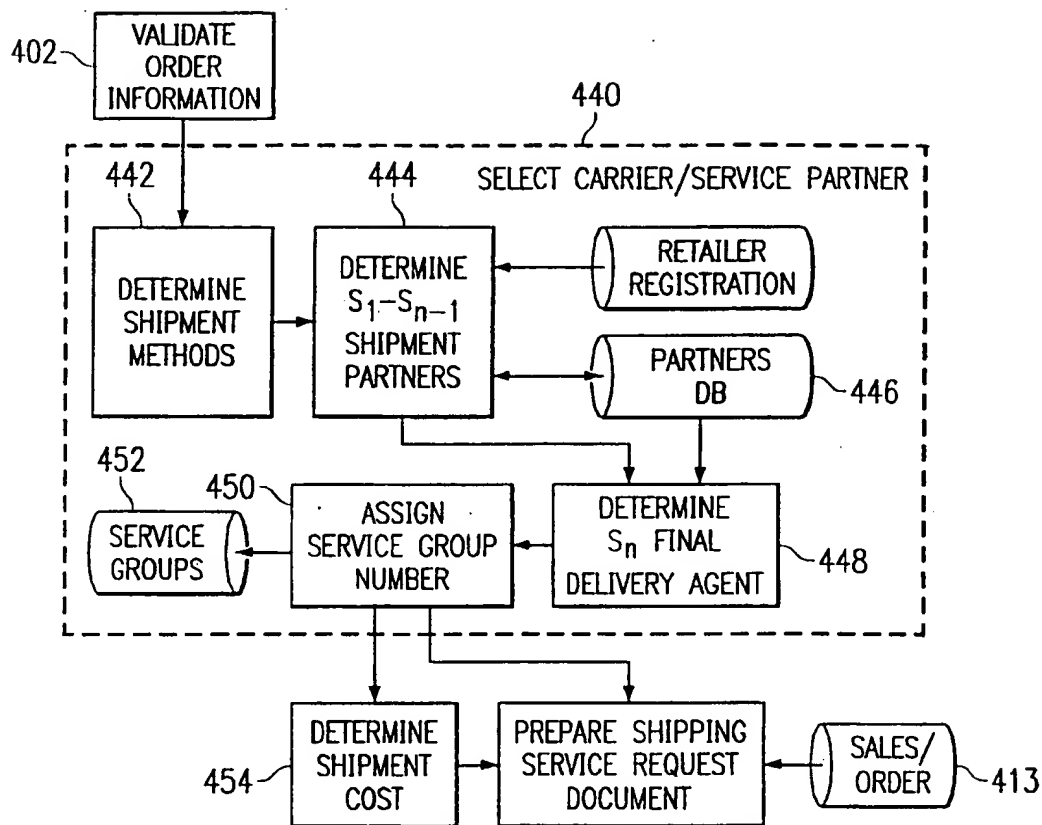 402
VALIDATE
ORDER
INFORMATION
440
SELECT CARRIER/SERVICE PARTNER
442
DETERMINE
SHIPMENT
METHODS
444
DETERMINE
S1-Sn-1
SHIPMENT
PARTNERS
RETAILER
REGISTRATION
PARTNERS
DB
446
452
SERVICE
GROUPS
450
ASSIGN
SERVICE GROUP
NUMBER
DETERMINE
Sn FINAL
DELIVERY AGENT
448
454
DETERMINE
SHIPMENT
COST
PREPARE SHIPPING
SERVICE REQUEST
DOCUMENT
SALES/
ORDER
413